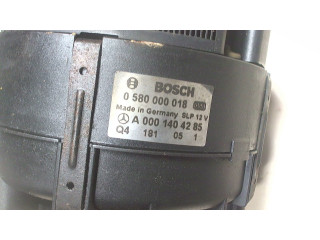 BOSCH
0 580 000 018
Made in Germany SLP 12 V
A 000 140 42 85
Q4 181 05 1